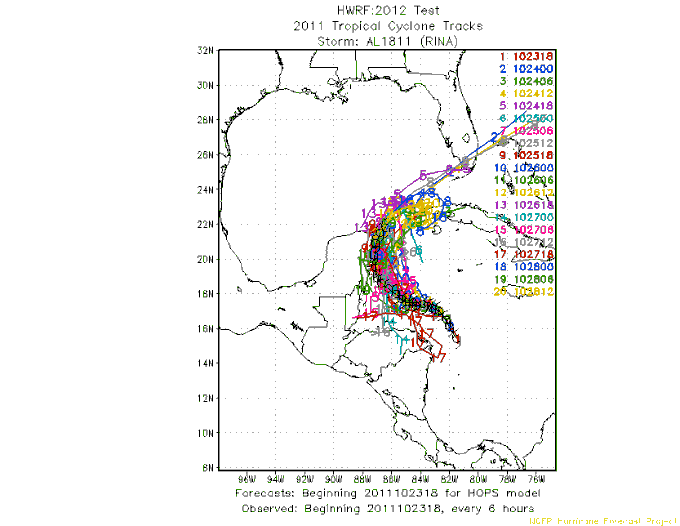 HWRF:2012 Test
2011 Tropical Cyclone Tracks
Storm: AL1811 (RINA)
32N
30N
28N
26N
24N
22N
20N
18N
16N
14N
12N
10N
8N
1 102318
2 102400
3 102406
4 102412
5 102418
6 102500
7 102506
8 102512
9 102518
10 102600
11 102606
12 102612
13 102618
14 102700
15 102706
16 102712
17 102718
18 102800
19 102806
20 102812
96W 94W 92W 90W 88W 86W 84W 82W 80W 78W 76W
Forecasts: Beginning 2011102318 for HOPS model
Observed: Beginning 2011102318, every 6 hours
HCFP Hurricane Forecast Project